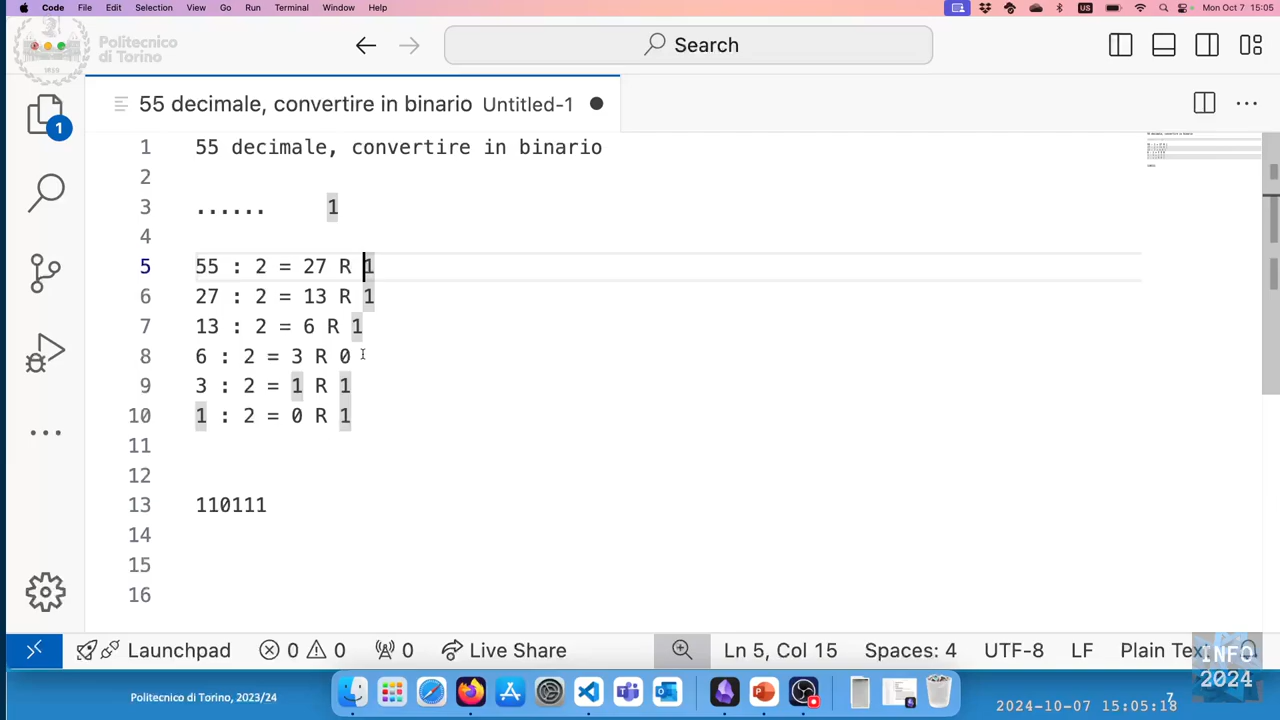 Code File Edit Selection View Go Run Terminal Window Help US Mon Oct 7 15:05
Politecnico
di Torino
1859
Search
55 decimale, convertire in binario Untitled-1
1
1 55 decimale, convertire in binario
2
3 ...... 1
4
5 55 : 2 = 27 R 1
6 27 : 2 = 13 R 1
7 13 : 2 = 6 R 1
8 6 : 2 = 3 R 0
9 3 : 2 = 1 R 1
10 1 : 2 = 0 R 1
11
12
13 110111
14
15
16
Launchpad 0 0 0 Live Share Ln 5, Col 15 Spaces: 4 UTF-8 LF Plain Text
INFO
2024
Politecnico di Torino, 2023/24
7
2024-10-07 15:05:18